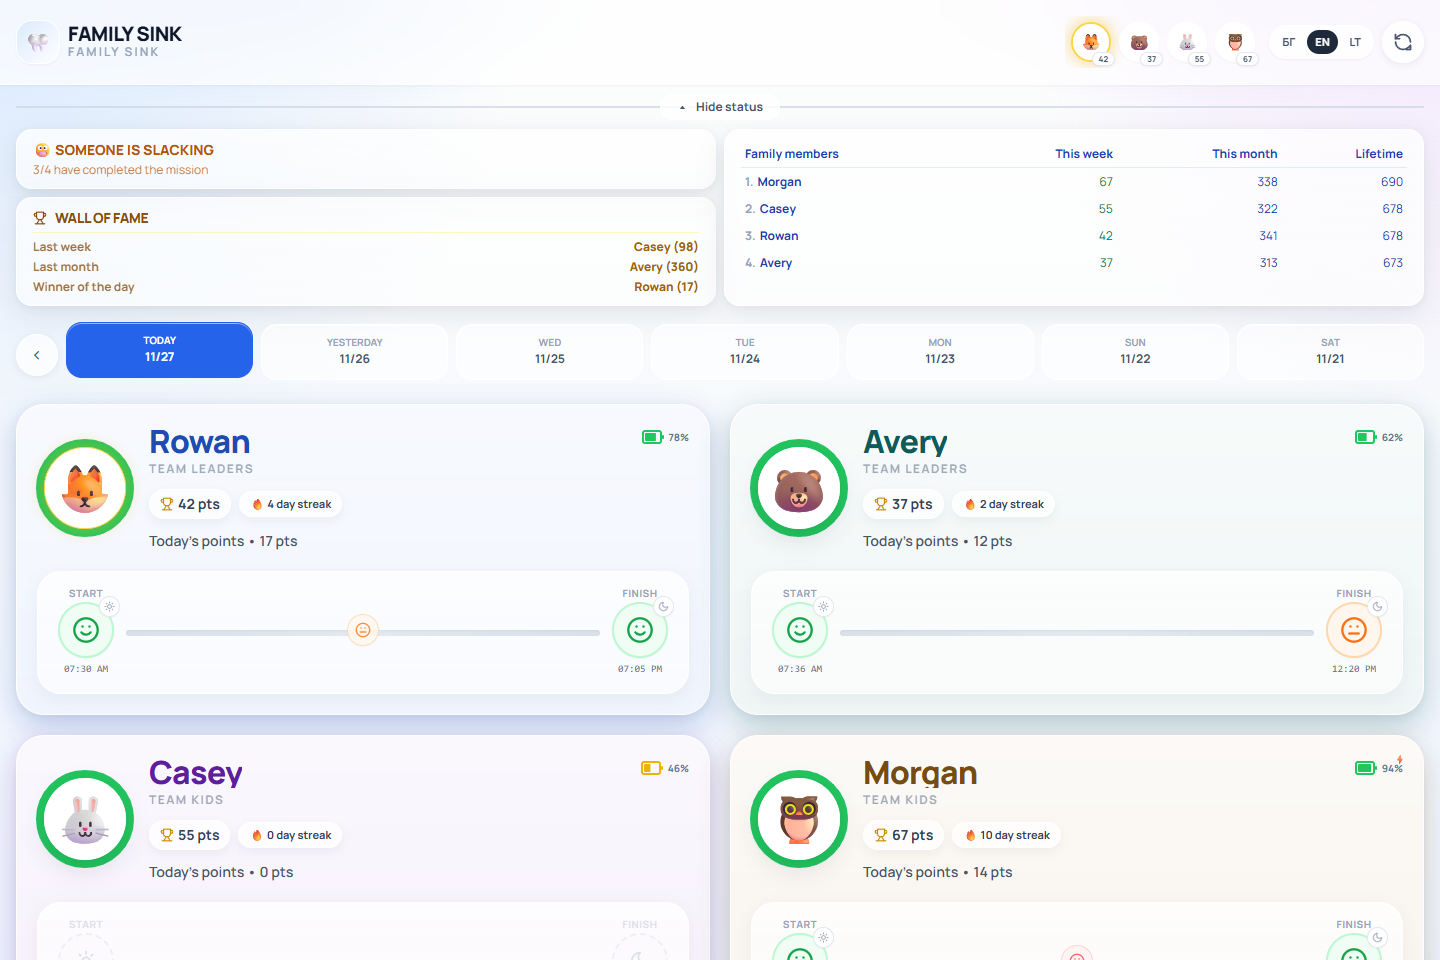 FAMILY SINK
FAMILY SINK
42
37
55
67
БГ EN LT
Hide status
SOMEONE IS SLACKING
3/4 have completed the mission
WALL OF FAME
Last week Casey (98)
Last month Avery (360)
Winner of the day Rowan (17)
Family members This week This month Lifetime
1. Morgan 67 338 690
2. Casey 55 322 678
3. Rowan 42 341 678
4. Avery 37 313 673
TODAY
11/27
YESTERDAY
11/26
WED
11/25
TUE
11/24
MON
11/23
SUN
11/22
SAT
11/21
Rowan
78%
TEAM LEADERS
42 pts
4 day streak
Today's points • 17 pts
START
FINISH
07:30 AM
07:05 PM
Avery
62%
TEAM LEADERS
37 pts
2 day streak
Today's points • 12 pts
START
FINISH
07:36 AM
12:20 PM
Casey
46%
TEAM KIDS
55 pts
0 day streak
Today's points • 0 pts
START
FINISH
Morgan
94%
TEAM KIDS
67 pts
10 day streak
Today's points • 14 pts
START
FINISH